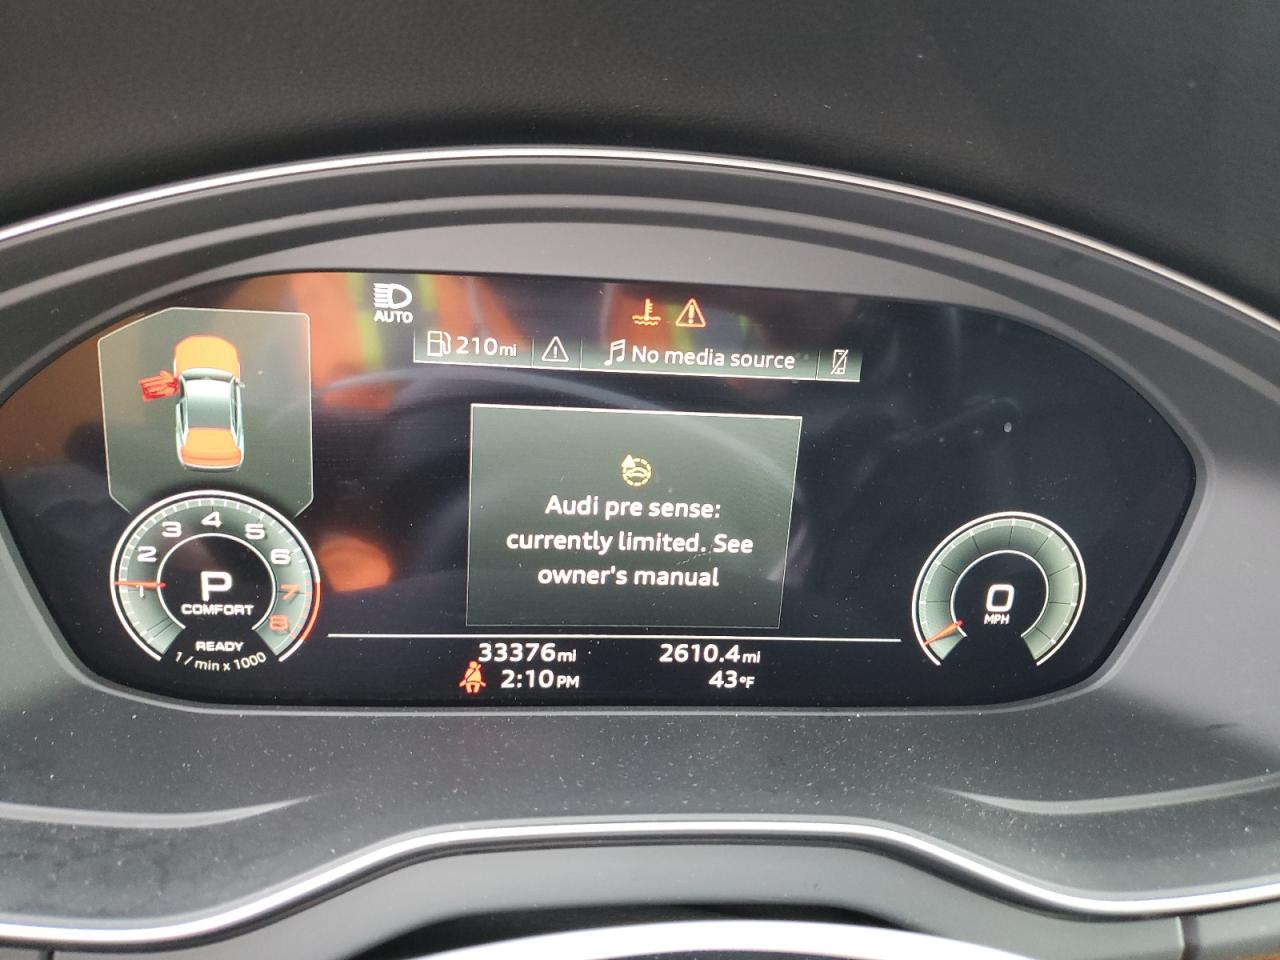 AUTO
210mi
No media source
Audi pre sense:
currently limited. See
owner's manual
1 2 3 4 5 6 7 8
P
COMFORT
READY
1 / min x 1000
0
MPH
33376mi
2610.4mi
2:10PM
43°F